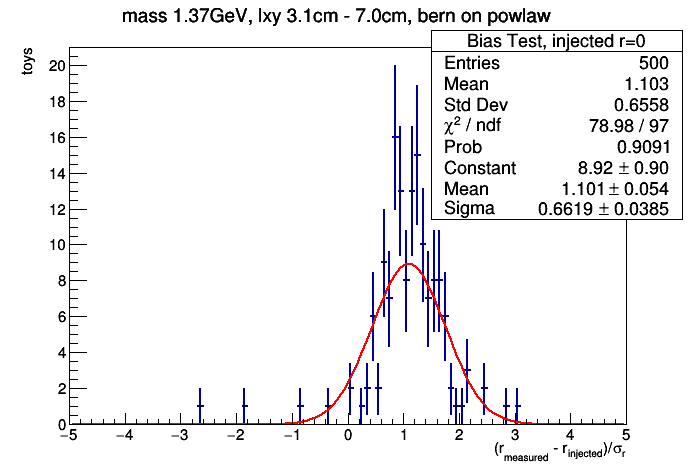 mass 1.37GeV, lxy 3.1cm - 7.0cm, bern on powlaw
toys
Bias Test, injected r=0
Entries 500
Mean 1.103
Std Dev 0.6558
χ² / ndf 78.98 / 97
Prob 0.9091
Constant 8.92 ± 0.90
Mean 1.101 ± 0.054
Sigma 0.6619 ± 0.0385
20
18
16
14
12
10
8
6
4
2
0
−5 −4 −3 −2 −1 0 1 2 3 4 5
(r_measured - r_injected)/σ_r